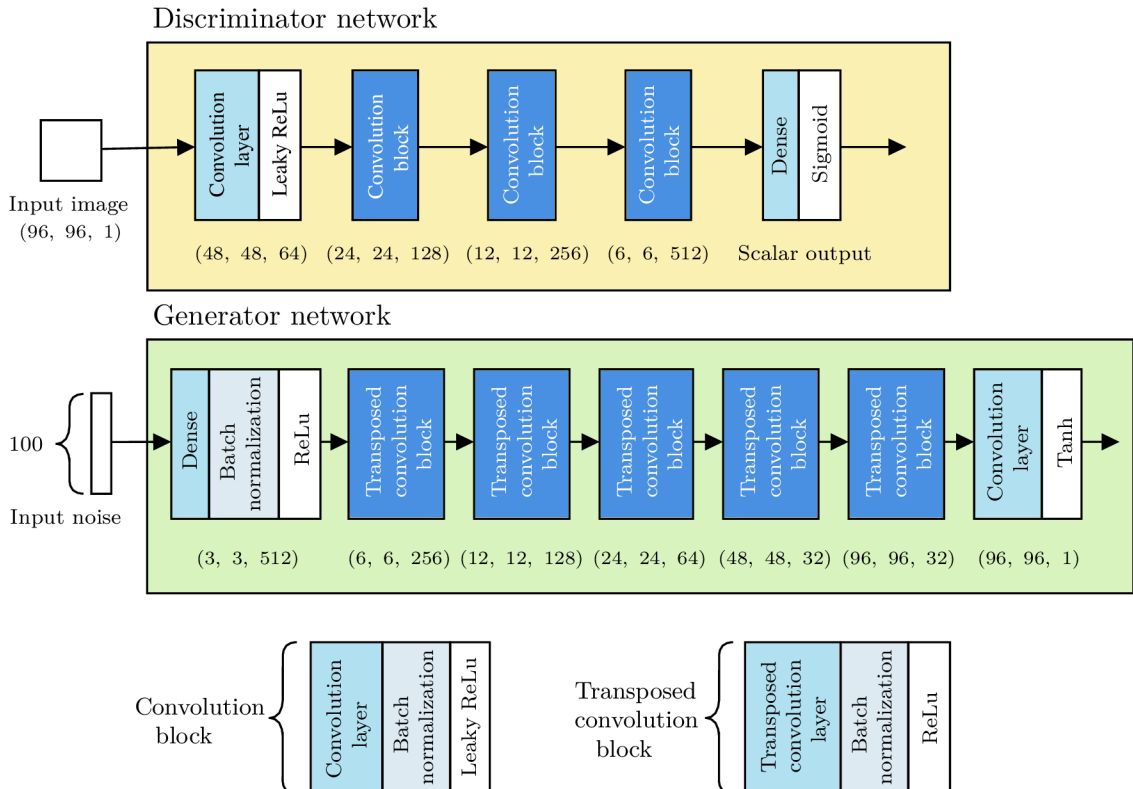 Discriminator network
Convolution
layer
Leaky ReLu
Convolution
block
Convolution
block
Convolution
block
Dense
Sigmoid
Input image
(96, 96, 1)
(48, 48, 64)
(24, 24, 128)
(12, 12, 256)
(6, 6, 512)
Scalar output
Generator network
100
Input noise
Dense
Batch
normalization
ReLu
Transposed
convolution
block
Transposed
convolution
block
Transposed
convolution
block
Transposed
convolution
block
Transposed
convolution
block
Convolution
layer
Tanh
(3, 3, 512)
(6, 6, 256)
(12, 12, 128)
(24, 24, 64)
(48, 48, 32)
(96, 96, 32)
(96, 96, 1)
Convolution
block
Convolution
layer
Batch
normalization
Leaky ReLu
Transposed
convolution
block
Transposed
convolution
layer
Batch
normalization
ReLu